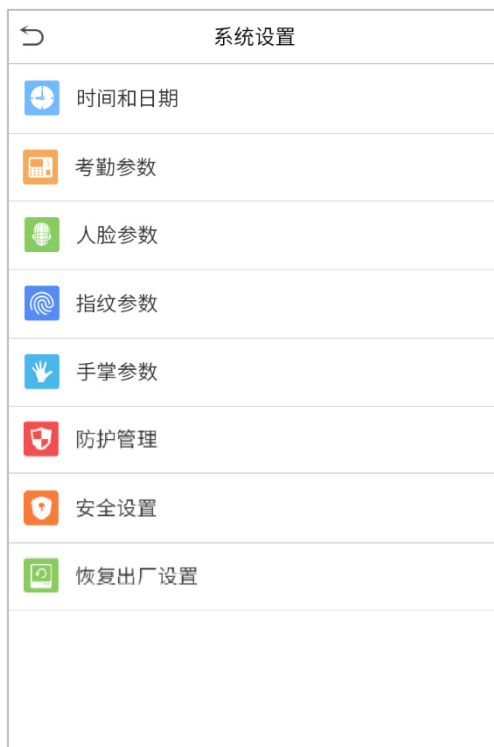 系统设置
时间和日期
考勤参数
人脸参数
指纹参数
手掌参数
防护管理
安全设置
恢复出厂设置